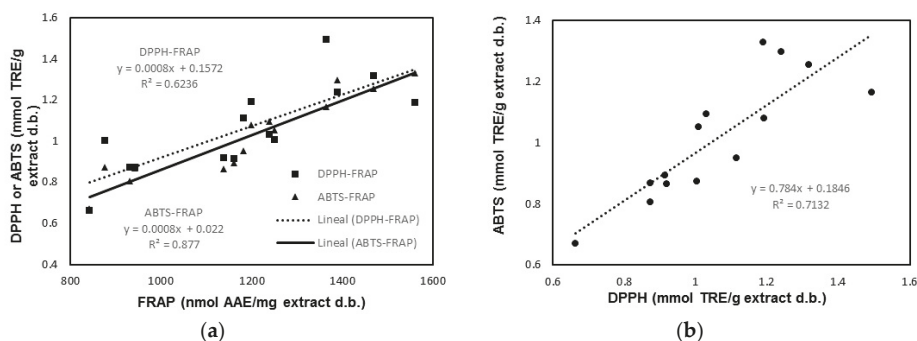 1.6
1.4
1.2
1
0.8
0.6
0.4
DPPH or ABTS (mmol TRE/g
extract d.b.)
DPPH-FRAP
y = 0.0008x + 0.1572
R² = 0.6236
ABTS-FRAP
y = 0.0008x + 0.022
R² = 0.877
DPPH-FRAP
ABTS-FRAP
Lineal (DPPH-FRAP)
Lineal (ABTS-FRAP)
800 1000 1200 1400 1600
FRAP (nmol AAE/mg extract d.b.)
(a)
1.4
1.2
1
0.8
0.6
ABTS (mmol TRE/g extract d.b.)
y = 0.784x + 0.1846
R² = 0.7132
0.6 0.8 1 1.2 1.4 1.6
DPPH (mmol TRE/g extract d.b.)
(b)